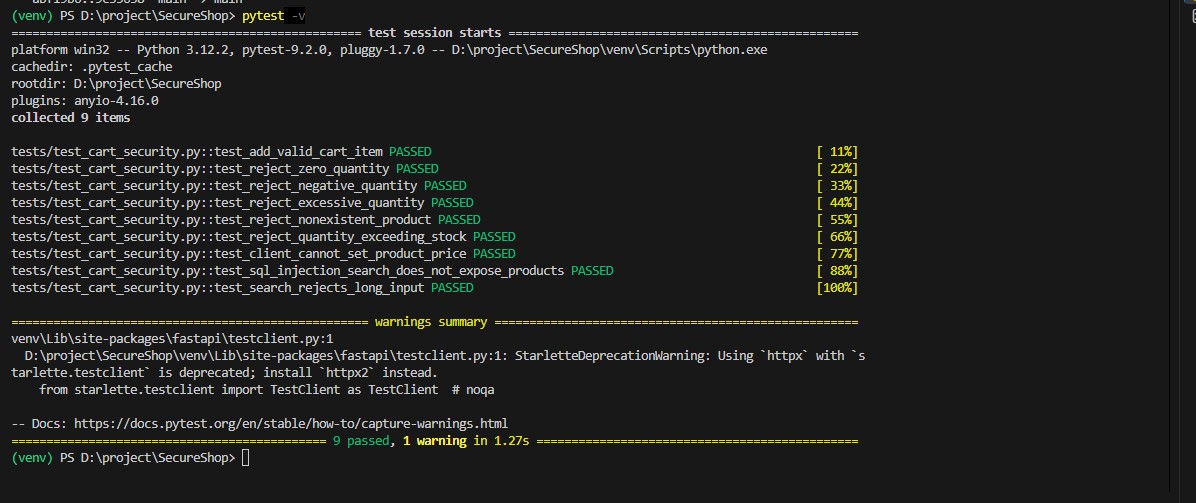 (venv) PS D:\project\SecureShop> pytest -v
================================================== test session starts ==================================================
platform win32 -- Python 3.12.2, pytest-9.2.0, pluggy-1.7.0 -- D:\project\SecureShop\venv\Scripts\python.exe
cachedir: .pytest_cache
rootdir: D:\project\SecureShop
plugins: anyio-4.16.0
collected 9 items
tests/test_cart_security.py::test_add_valid_cart_item PASSED [ 11%]
tests/test_cart_security.py::test_reject_zero_quantity PASSED [ 22%]
tests/test_cart_security.py::test_reject_negative_quantity PASSED [ 33%]
tests/test_cart_security.py::test_reject_excessive_quantity PASSED [ 44%]
tests/test_cart_security.py::test_reject_nonexistent_product PASSED [ 55%]
tests/test_cart_security.py::test_reject_quantity_exceeding_stock PASSED [ 66%]
tests/test_cart_security.py::test_client_cannot_set_product_price PASSED [ 77%]
tests/test_cart_security.py::test_sql_injection_search_does_not_expose_products PASSED [ 88%]
tests/test_cart_security.py::test_search_rejects_long_input PASSED [100%]
=================================================== warnings summary ====================================================
venv\Lib\site-packages\fastapi\testclient.py:1
D:\project\SecureShop\venv\Lib\site-packages\fastapi\testclient.py:1: StarletteDeprecationWarning: Using `httpx` with `s
tarlette.testclient` is deprecated; install `httpx2` instead.
from starlette.testclient import TestClient as TestClient # noqa
-- Docs: https://docs.pytest.org/en/stable/how-to/capture-warnings.html
============================================= 9 passed, 1 warning in 1.27s ==============================================
(venv) PS D:\project\SecureShop>